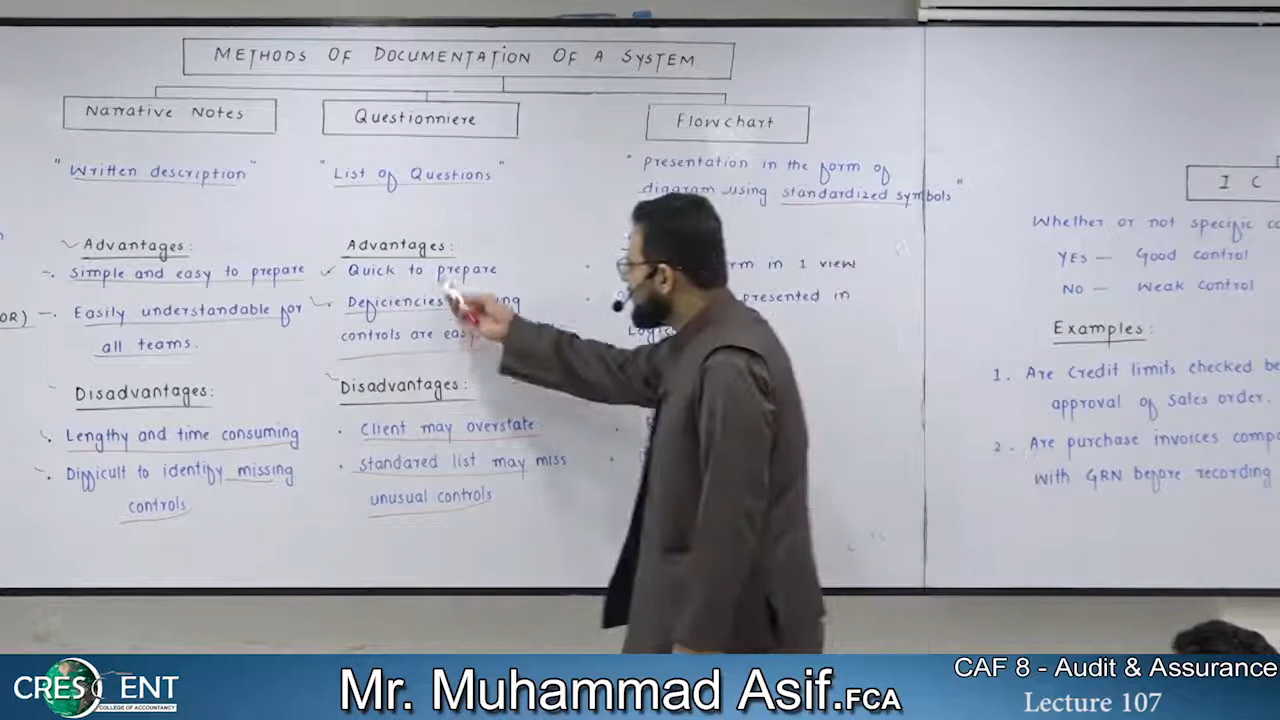 METHODS OF DOCUMENTATION OF A SYSTEM
Narrative Notes
"Written description"
Advantages:
Simple and easy to prepare
Easily understandable for
all teams.
Disadvantages:
Lengthy and time consuming
Difficult to identify missing
controls
OR)
Questionniere
"List of Questions"
Advantages:
Quick to prepare
Deficiencies
controls are eas
Disadvantages:
Client may overstate
standared list may miss
unusual controls
Flowchart
"presentation in the form of
diagram using standardized symbols"
rm in 1 view
presented in
Logic
I C
Whether or not specific co
YES — Good control
NO — Weak control
Examples:
1. Are Credit limits checked be
approval of sales order.
2. Are purchase invoices comp
with GRN before recording
CRESCENT
COLLEGE OF ACCOUNTANCY
Mr. Muhammad Asif.FCA
CAF 8 - Audit & Assurance
Lecture 107